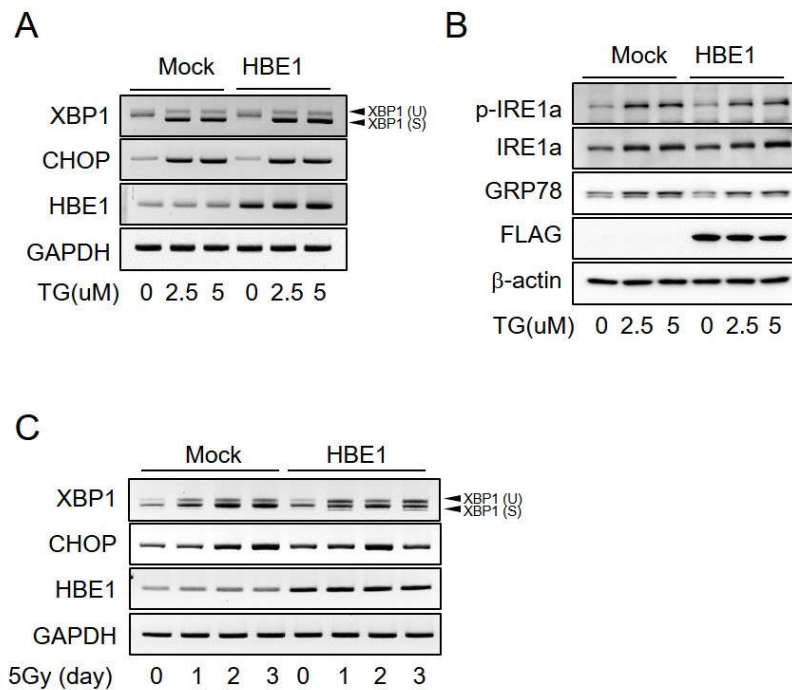 A
Mock HBE1
XBP1
XBP1 (U)
XBP1 (S)
CHOP
HBE1
GAPDH
TG(uM) 0 2.5 5 0 2.5 5
B
Mock HBE1
p-IRE1a
IRE1a
GRP78
FLAG
β-actin
TG(uM) 0 2.5 5 0 2.5 5
C
Mock HBE1
XBP1
XBP1 (U)
XBP1 (S)
CHOP
HBE1
GAPDH
5Gy (day) 0 1 2 3 0 1 2 3